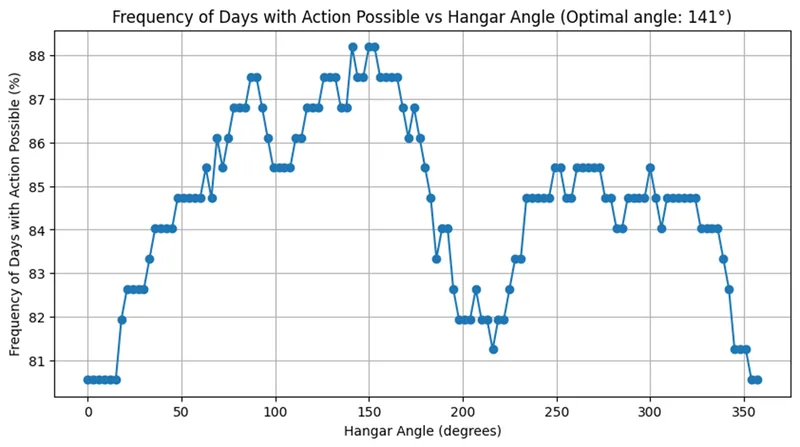 Frequency of Days with Action Possible vs Hangar Angle (Optimal angle: 141°)
Frequency of Days with Action Possible (%)
88
87
86
85
84
83
82
81
0 50 100 150 200 250 300 350
Hangar Angle (degrees)